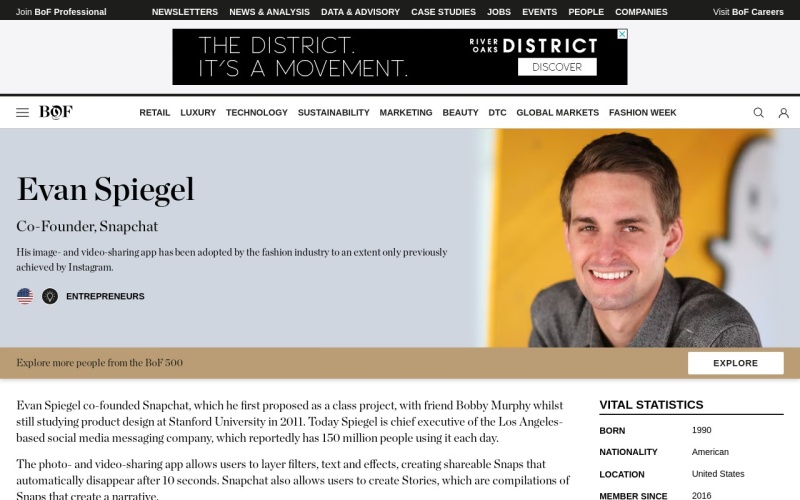 Join BoF Professional NEWSLETTERS NEWS & ANALYSIS DATA & ADVISORY CASE STUDIES JOBS EVENTS PEOPLE COMPANIES Visit BoF Careers
THE DISTRICT.
IT'S A MOVEMENT.
RIVER OAKS DISTRICT
DISCOVER
BOF RETAIL LUXURY TECHNOLOGY SUSTAINABILITY MARKETING BEAUTY DTC GLOBAL MARKETS FASHION WEEK
Evan Spiegel
Co-Founder, Snapchat
His image- and video-sharing app has been adopted by the fashion industry to an extent only previously
achieved by Instagram.
ENTREPRENEURS
Explore more people from the BoF 500 EXPLORE
Evan Spiegel co-founded Snapchat, which he first proposed as a class project, with friend Bobby Murphy whilst
still studying product design at Stanford University in 2011. Today Spiegel is chief executive of the Los Angeles-
based social media messaging company, which reportedly has 150 million people using it each day.
The photo- and video-sharing app allows users to layer filters, text and effects, creating shareable Snaps that
automatically disappear after 10 seconds. Snapchat also allows users to create Stories, which are compilations of
Snaps that create a narrative.
VITAL STATISTICS
BORN 1990
NATIONALITY American
LOCATION United States
MEMBER SINCE 2016